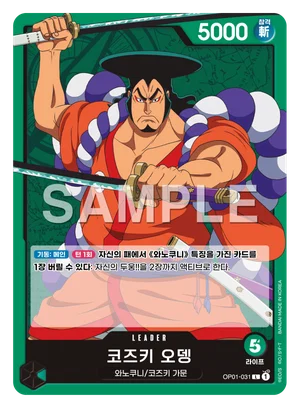 5000
참격
斬
SAMPLE
기동: 메인 턴 1회 자신의 패에서 《와노쿠니》 특징을 가진 카드를
1장 버릴 수 있다: 자신의 두웅!!을 2장까지 액티브로 한다.
LEADER
코즈키 오뎅
와노쿠니/코즈키 가문
5
라이프
OP01-031 L 1